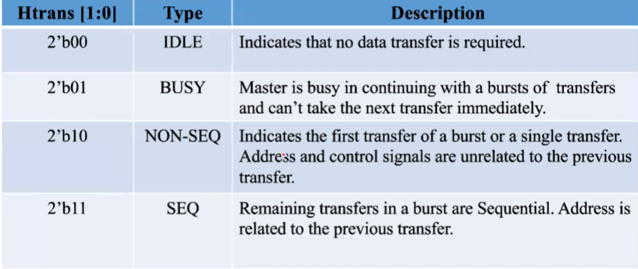 Htrans [1:0] Type Description
2’b00 IDLE Indicates that no data transfer is required.
2’b01 BUSY Master is busy in continuing with a bursts of transfers
and can’t take the next transfer immediately.
2’b10 NON-SEQ Indicates the first transfer of a burst or a single transfer.
Address and control signals are unrelated to the previous
transfer.
2’b11 SEQ Remaining transfers in a burst are Sequential. Address is
related to the previous transfer.